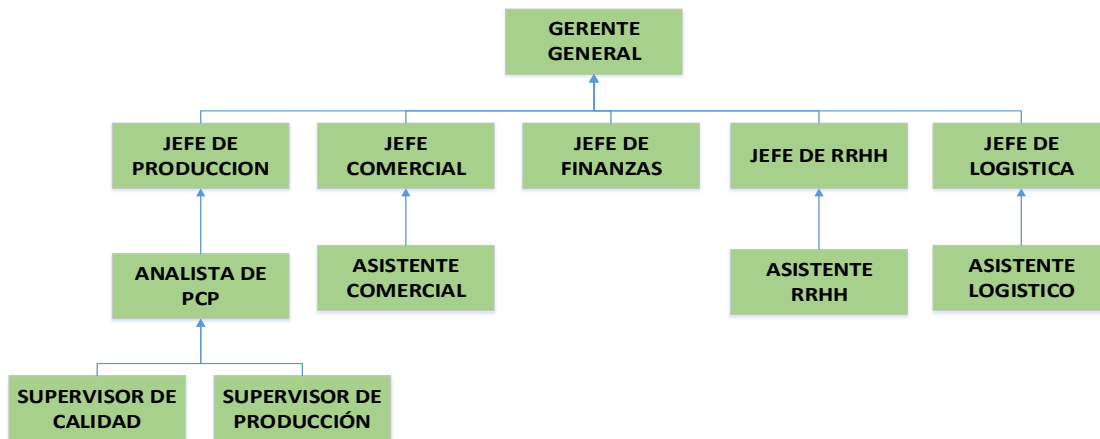 GERENTE
GENERAL
JEFE DE
PRODUCCION
JEFE
COMERCIAL
JEFE DE
FINANZAS
JEFE DE RRHH
JEFE DE
LOGISTICA
ANALISTA DE
PCP
ASISTENTE
COMERCIAL
ASISTENTE
RRHH
ASISTENTE
LOGISTICO
SUPERVISOR DE
CALIDAD
SUPERVISOR DE
PRODUCCIÓN